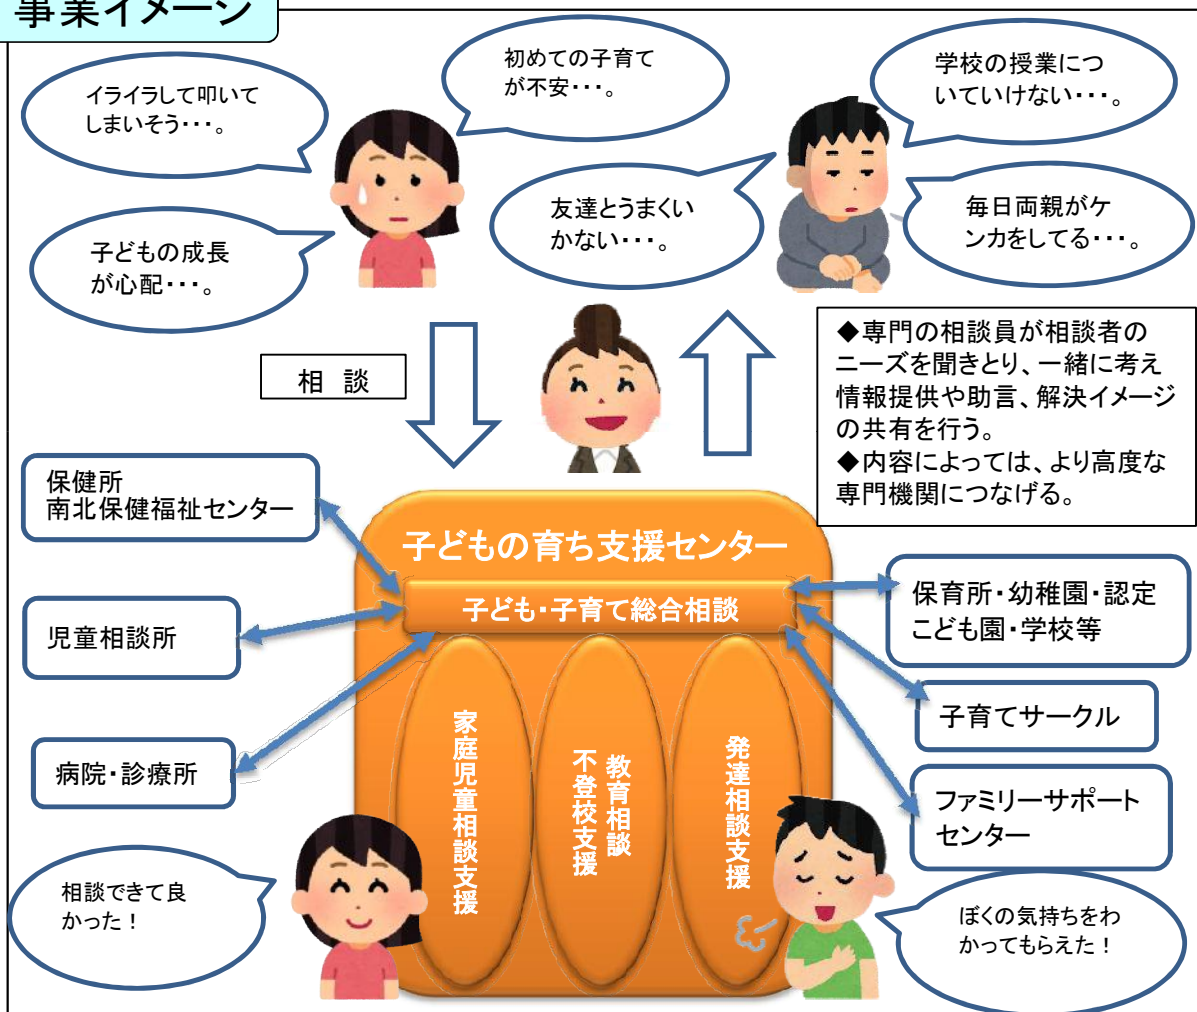 事業イメージ
イライラして叩いて
しまいそう・・・。
初めての子育て
が不安・・・。
学校の授業につ
いていけない・・・。
子どもの成長
が心配・・・。
友達とうまくい
かない・・・。
毎日両親がケ
ンカをしてる・・・。
相 談
◆専門の相談員が相談者の
ニーズを聞きとり、一緒に考え
情報提供や助言、解決イメージ
の共有を行う。
◆内容によっては、より高度な
専門機関につなげる。
保健所
南北保健福祉センター
児童相談所
病院・診療所
子どもの育ち支援センター
子ども・子育て総合相談
家庭児童相談支援
教育相談
不登校支援
発達相談支援
保育所・幼稚園・認定
こども園・学校等
子育てサークル
ファミリーサポート
センター
相談できて良
かった！
ぼくの気持ちをわ
かってもらえた！